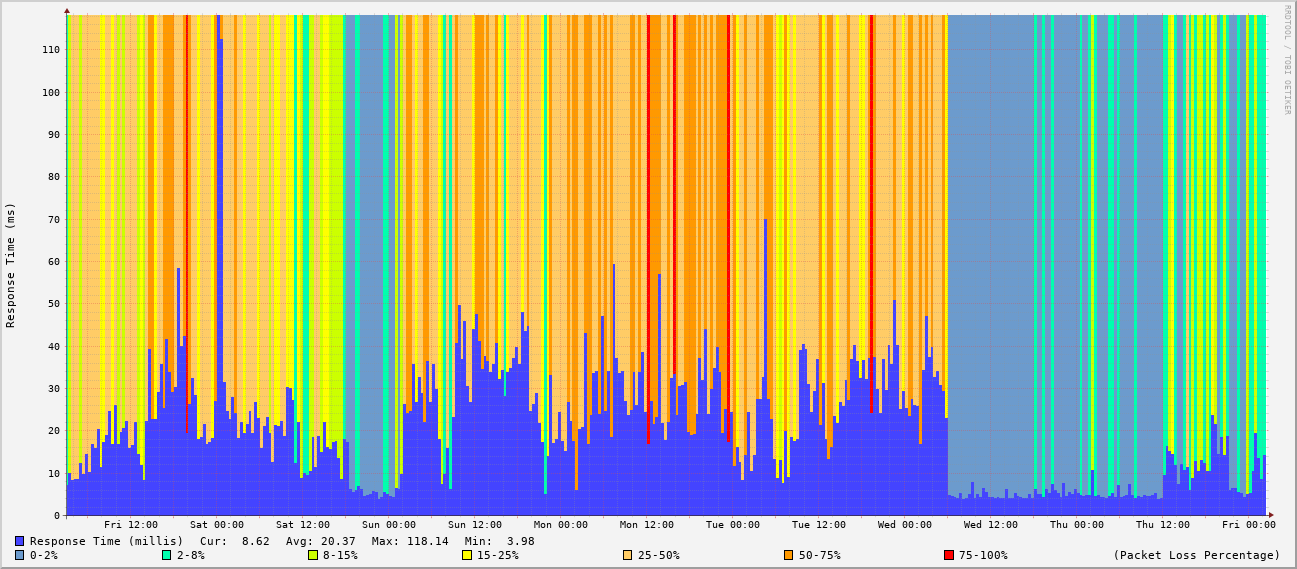 RRDTOOL / TOBI OETIKER
Response Time (ms)
110
100
90
80
70
60
50
40
30
20
10
0
Fri 12:00 Sat 00:00 Sat 12:00 Sun 00:00 Sun 12:00 Mon 00:00 Mon 12:00 Tue 00:00 Tue 12:00 Wed 00:00 Wed 12:00 Thu 00:00 Thu 12:00 Fri 00:00
Response Time (millis) Cur: 8.62 Avg: 20.37 Max: 118.14 Min: 3.98
0-2% 2-8% 8-15% 15-25% 25-50% 50-75% 75-100% (Packet Loss Percentage)